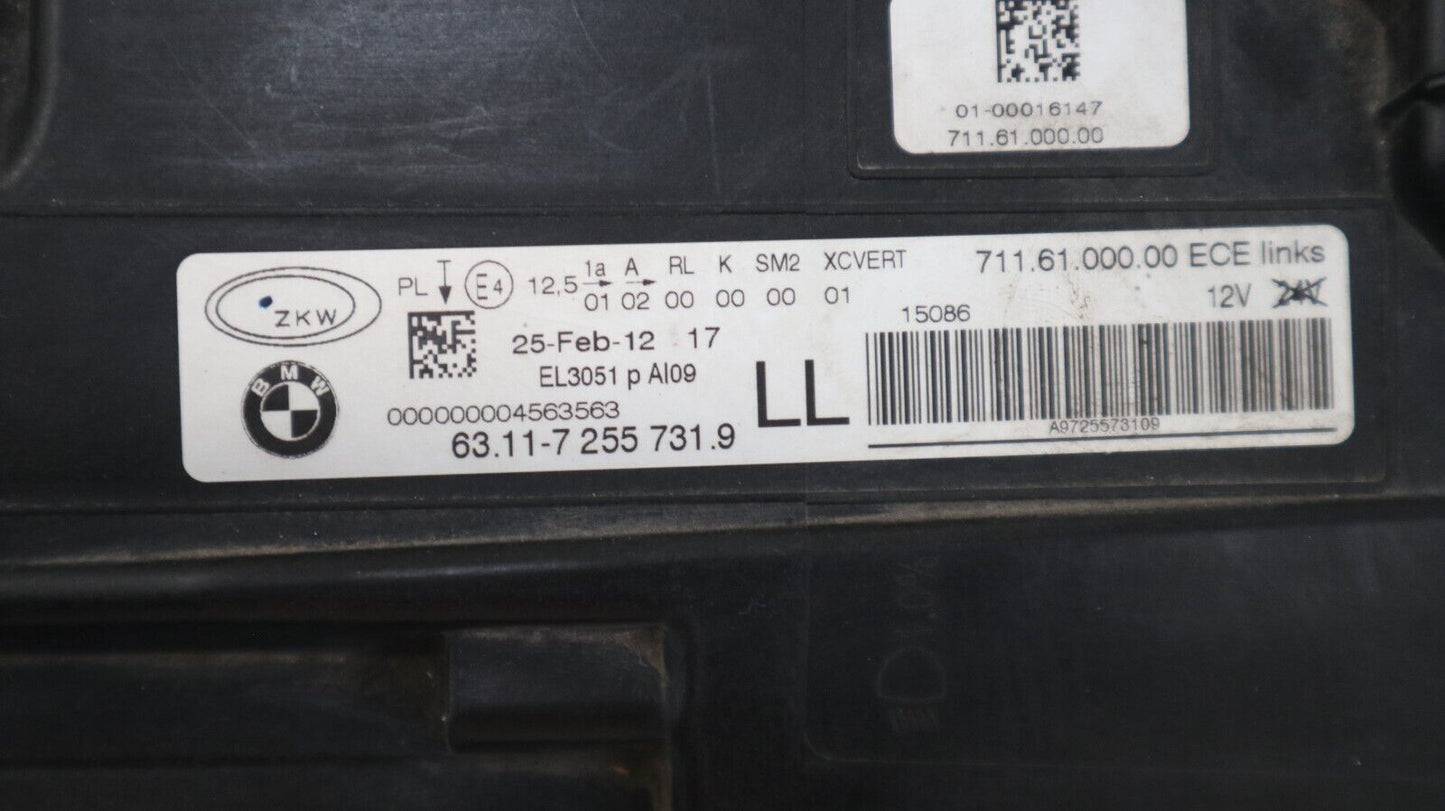 01-00016147
711.61.000.00
ZKW
PL E4 12,5 1a A RL K SM2 XCVERT 711.61.000.00 ECE links
01 02 00 00 00 01 12V 24V
15086
25-Feb-12 17
EL3051 p AI09
BMW
LL
000000004563563
63.11-7 255 731.9
A9725573109